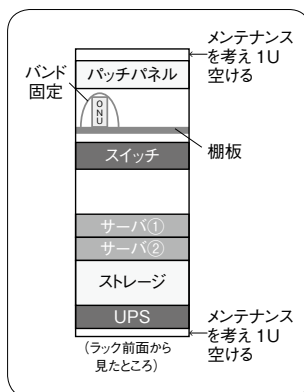 メンテナンス
を考え 1U
空ける
バンド
固定
パッチパネル
ONU
棚板
スイッチ
サーバ①
サーバ②
ストレージ
UPS
メンテナンス
を考え 1U
空ける
(ラック前面から
見たところ)